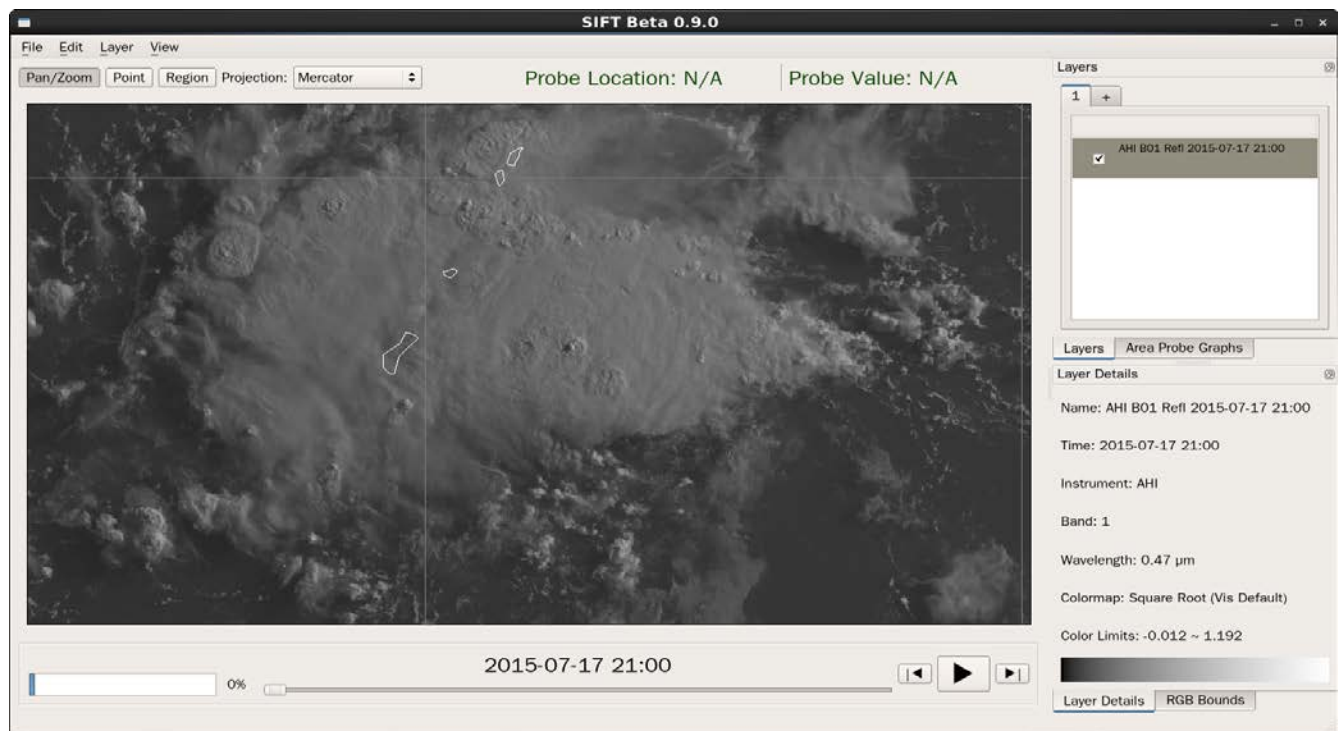 SIFT Beta 0.9.0
File Edit Layer View
Pan/Zoom Point Region Projection: Mercator Probe Location: N/A Probe Value: N/A
Layers
1 +
AHI B01 Refl 2015-07-17 21:00
Layers Area Probe Graphs
Layer Details
Name: AHI B01 Refl 2015-07-17 21:00
Time: 2015-07-17 21:00
Instrument: AHI
Band: 1
Wavelength: 0.47 µm
Colormap: Square Root (Vis Default)
Color Limits: -0.012 ~ 1.192
Layer Details RGB Bounds
2015-07-17 21:00
0%